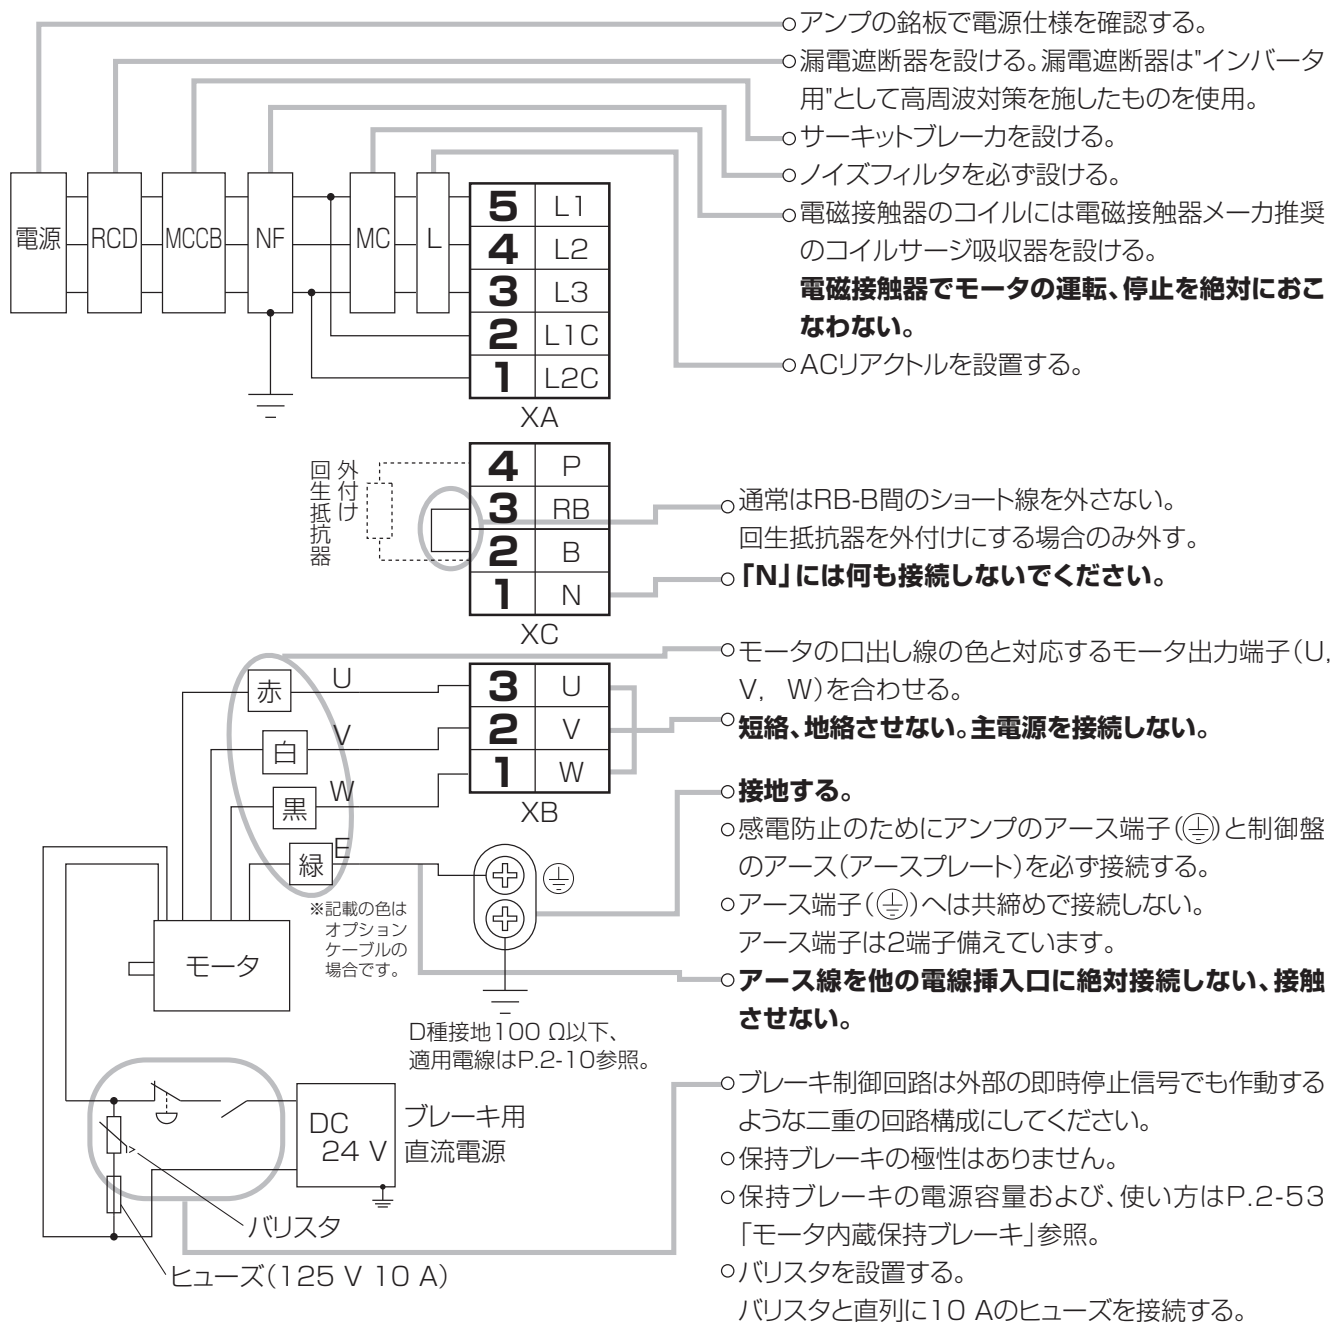 アンプの銘板で電源仕様を確認する。
漏電遮断器を設ける。漏電遮断器は"インバータ
用"として高周波対策を施したものを使用。
サーキットブレーカを設ける。
ノイズフィルタを必ず設ける。
電磁接触器のコイルには電磁接触器メーカ推奨
のコイルサージ吸収器を設ける。
電磁接触器でモータの運転、停止を絶対におこ
なわない。
ACリアクトルを設置する。
電源 RCD MCCB NF MC L
5 L1
4 L2
3 L3
2 L1C
1 L2C
XA
外付け
回生抵抗器
4 P
3 RB
2 B
1 N
XC
通常はRB-B間のショート線を外さない。
回生抵抗器を外付けにする場合のみ外す。
「N」には何も接続しないでください。
赤 U
白 V
黒 W
緑 E
3 U
2 V
1 W
XB
モータの口出し線の色と対応するモータ出力端子(U,
V, W)を合わせる。
短絡、地絡させない。主電源を接続しない。
※記載の色は
オプション
ケーブルの
場合です。
モータ
接地する。
感電防止のためにアンプのアース端子(⏚)と制御盤
のアース(アースプレート)を必ず接続する。
アース端子(⏚)へは共締めで接続しない。
アース端子は2端子備えています。
アース線を他の電線挿入口に絶対接続しない、接触
させない。
D種接地100 Ω以下、
適用電線はP.2-10参照。
DC
24 V
ブレーキ用
直流電源
バリスタ
ヒューズ(125 V 10 A)
ブレーキ制御回路は外部の即時停止信号でも作動する
ような二重の回路構成にしてください。
保持ブレーキの極性はありません。
保持ブレーキの電源容量および、使い方はP.2-53
「モータ内蔵保持ブレーキ」参照。
バリスタを設置する。
バリスタと直列に10 Aのヒューズを接続する。